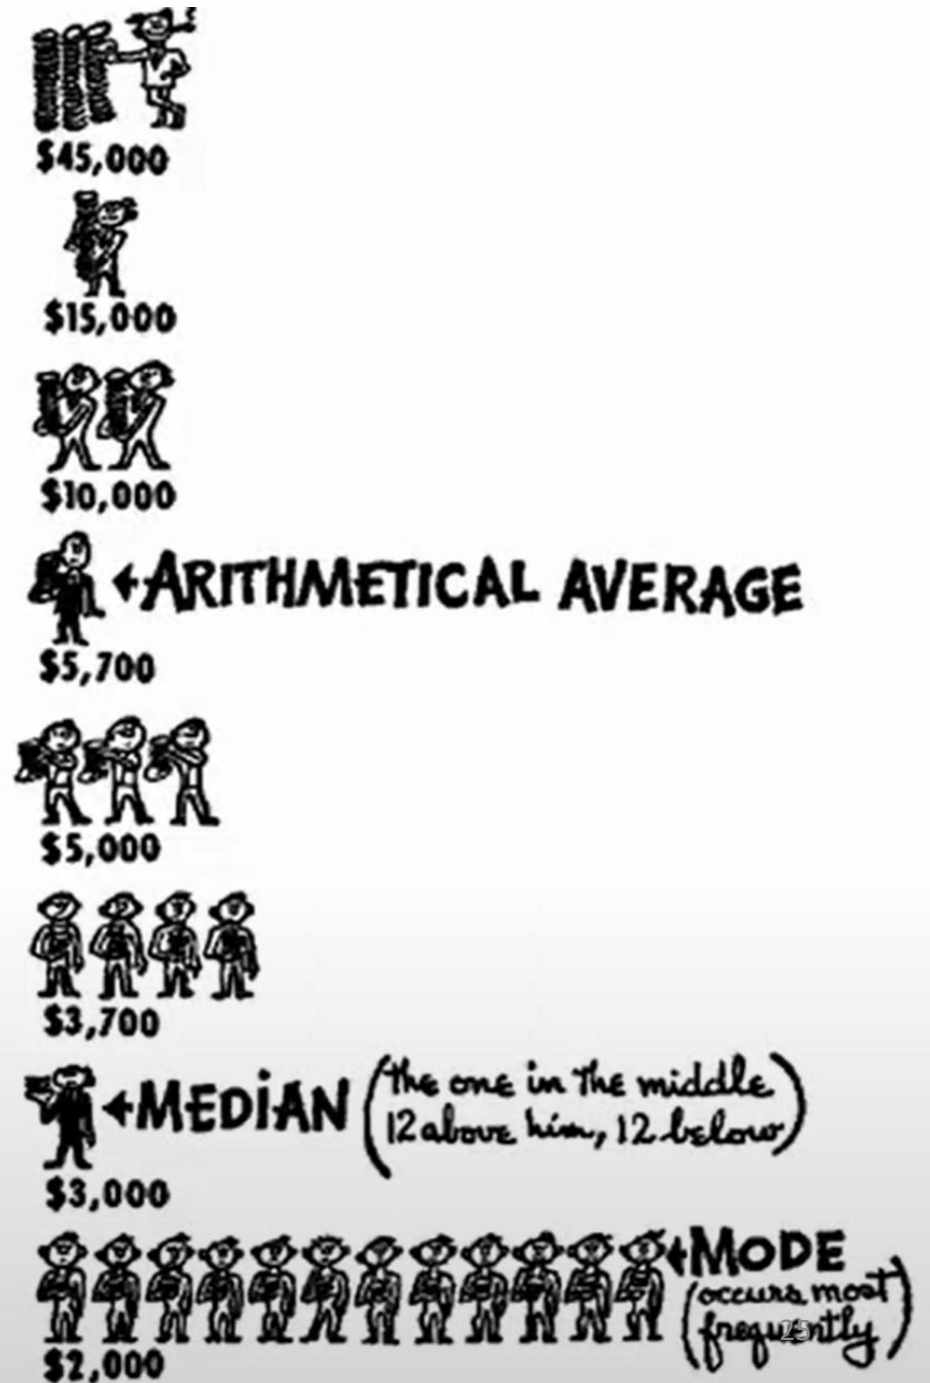 $45,000
$15,000
$10,000
ARITHMETICAL AVERAGE
$5,700
$5,000
$3,700
MEDIAN (the one in the middle
12 above him, 12 below)
$3,000
MODE
(occurs most
frequently)
25
$2,000